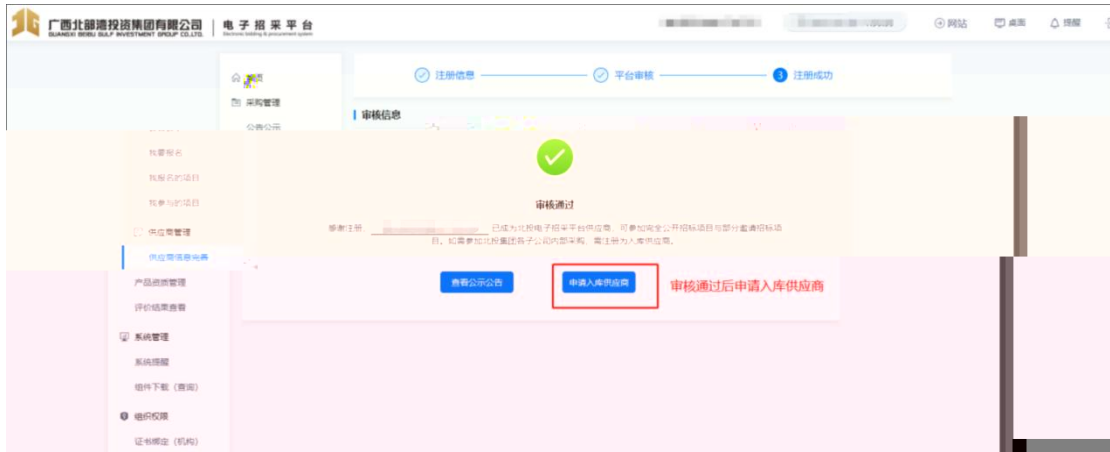 广西北部湾投资集团有限公司
GUANGXI BEIBU GULF INVESTMENT GROUP CO.,LTD.
电子招采平台
Electronic bidding & procurement system
网站
桌面
提醒
注册信息
平台审核
3 注册成功
采购管理
审核信息
公告公示
我要报名
我报名的项目
我参与的项目
审核通过
感谢注册，
已成为北投电子招采平台供应商，可参加完全公开招标项目与部分邀请招标项
目。如需参加北投集团各子公司内部采购，需注册为入库供应商。
供应商管理
供应商信息完善
产品资质管理
查看公示公告
申请入库供应商
审核通过后申请入库供应商
评价结果查看
系统管理
系统提醒
组件下载（查询）
组织权限
证书绑定（机构）